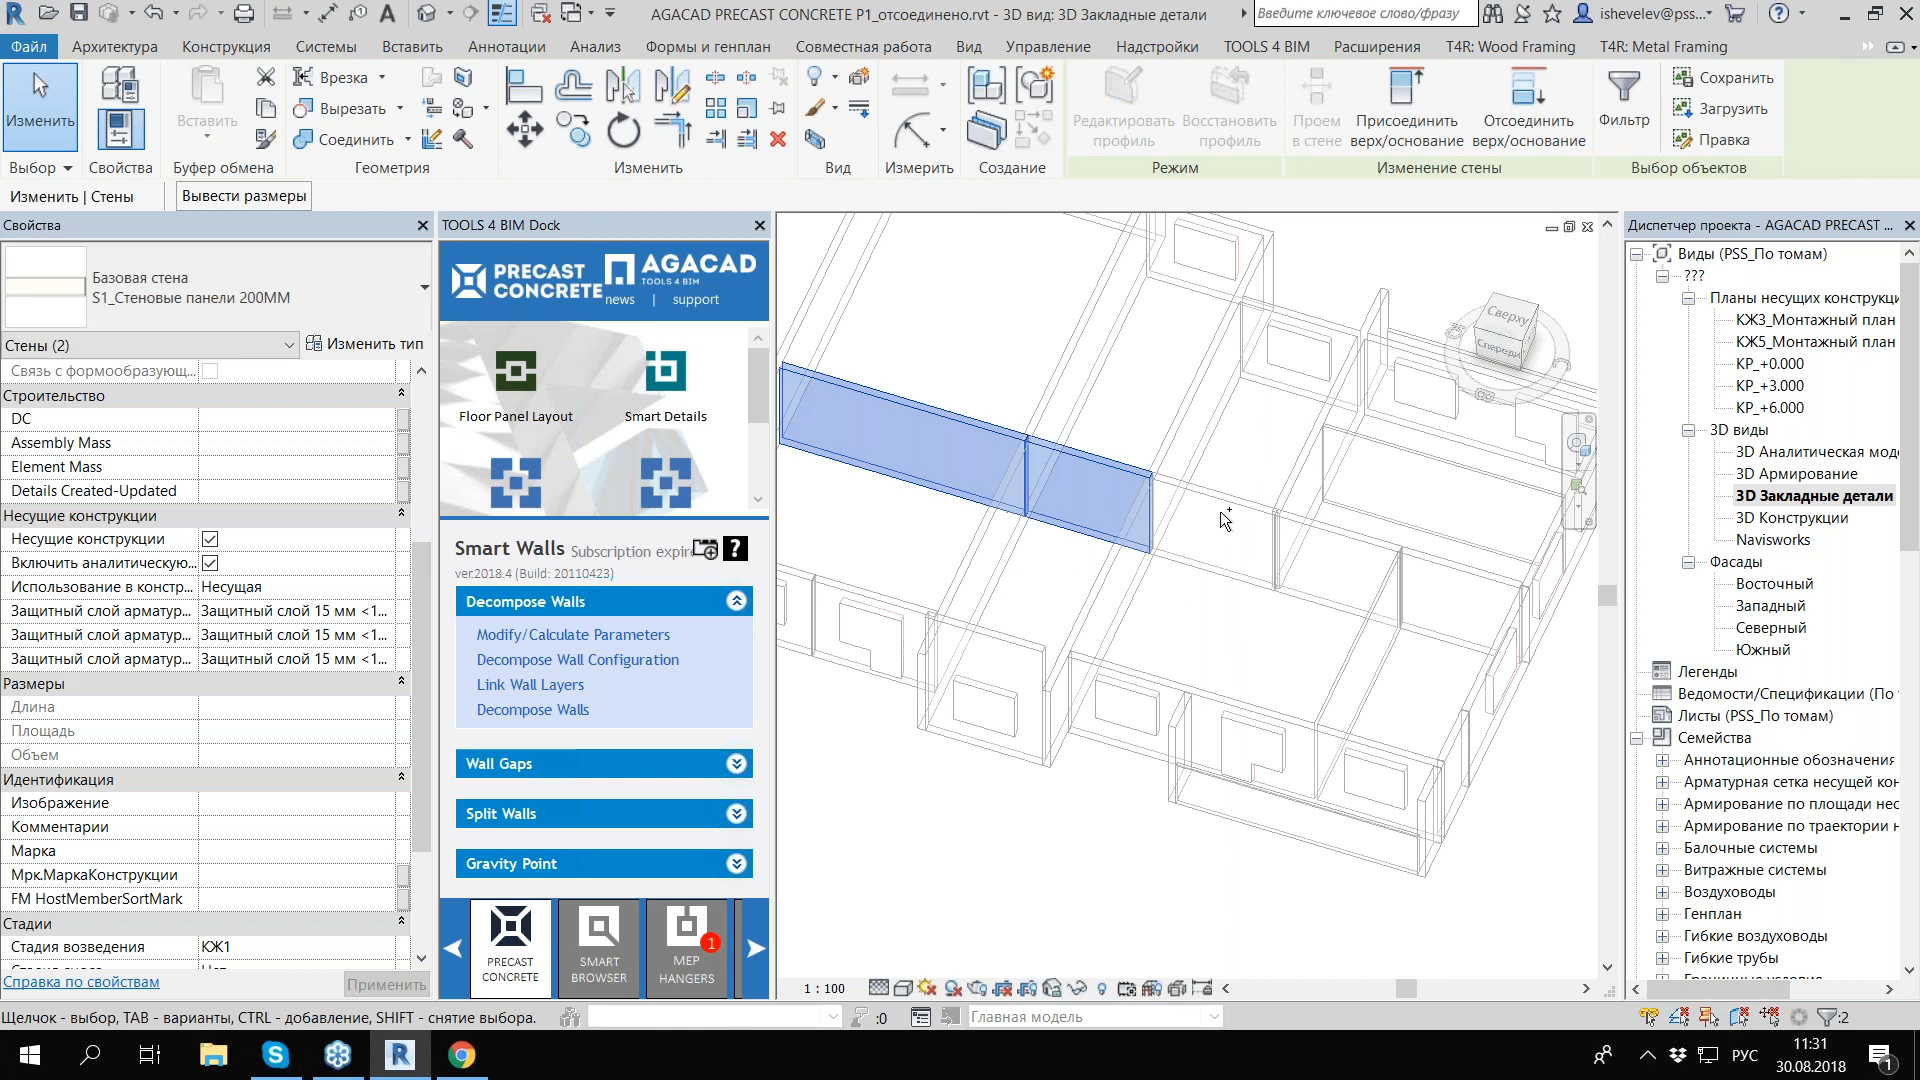 AGACAD PRECAST CONCRETE P1_отсоединено.rvt - 3D вид: 3D Закладные детали
Введите ключевое слово/фразу
ishevelev@pss...
Файл Архитектура Конструкция Системы Вставить Аннотации Анализ Формы и генплан Совместная работа Вид Управление Надстройки TOOLS 4 BIM Расширения T4R: Wood Framing T4R: Metal Framing
Изменить
Вставить
Врезка
Вырезать
Соединить
Редактировать профиль
Восстановить профиль
Проем в стене
Присоединить верх/основание
Отсоединить верх/основание
Фильтр
Сохранить
Загрузить
Правка
Выбор Свойства Буфер обмена Геометрия Изменить Вид Измерить Создание Режим Изменение стены Выбор объектов
Изменить | Стены
Вывести размеры
Свойства
Базовая стена
S1_Стеновые панели 200ММ
Стены (2)
Изменить тип
Связь с формообразующ...
Строительство
DC
Assembly Mass
Element Mass
Details Created-Updated
Несущие конструкции
Несущие конструкции
Включить аналитическую...
Использование в констр... Несущая
Защитный слой арматур... Защитный слой 15 мм <1...
Защитный слой арматур... Защитный слой 15 мм <1...
Защитный слой арматур... Защитный слой 15 мм <1...
Размеры
Длина
Площадь
Объем
Идентификация
Изображение
Комментарии
Марка
Мрк.МаркаКонструкции
FM HostMemberSortMark
Стадии
Стадия возведения КЖ1
Справка по свойствам
Применить
TOOLS 4 BIM Dock
PRECAST CONCRETE
AGACAD
TOOLS 4 BIM
news | support
Floor Panel Layout
Smart Details
Smart Walls Subscription expir
ver.2018.4 (Build: 20110423)
Decompose Walls
Modify/Calculate Parameters
Decompose Wall Configuration
Link Wall Layers
Decompose Walls
Wall Gaps
Split Walls
Gravity Point
PRECAST CONCRETE
SMART BROWSER
MEP HANGERS
1
Сверху
Спереди
1 : 100
Диспетчер проекта - AGACAD PRECAST ...
Виды (PSS_По томам)
???
Планы несущих конструкци
КЖ3_Монтажный план
КЖ5_Монтажный план
КР_+0.000
КР_+3.000
КР_+6.000
3D виды
3D Аналитическая мод
3D Армирование
3D Закладные детали
3D Конструкции
Navisworks
Фасады
Восточный
Западный
Северный
Южный
Легенды
Ведомости/Спецификации (По
Листы (PSS_По томам)
Семейства
Аннотационные обозначения
Арматурная сетка несущей кон
Армирование по площади нес
Армирование по траектории н
Балочные системы
Витражные системы
Воздуховоды
Генплан
Гибкие воздуховоды
Гибкие трубы
Щелчок - выбор, TAB - варианты, CTRL - добавление, SHIFT - снятие выбора.
:0
Главная модель
:2
РУС
11:31
30.08.2018
1